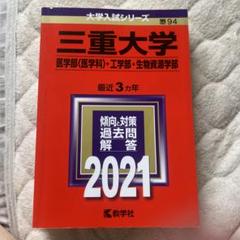 大学入試シリーズ
94
三重大学
医学部〈医学科〉・工学部・生物資源学部
最近3カ年
傾向と対策
過去問
解答
2021
教学社